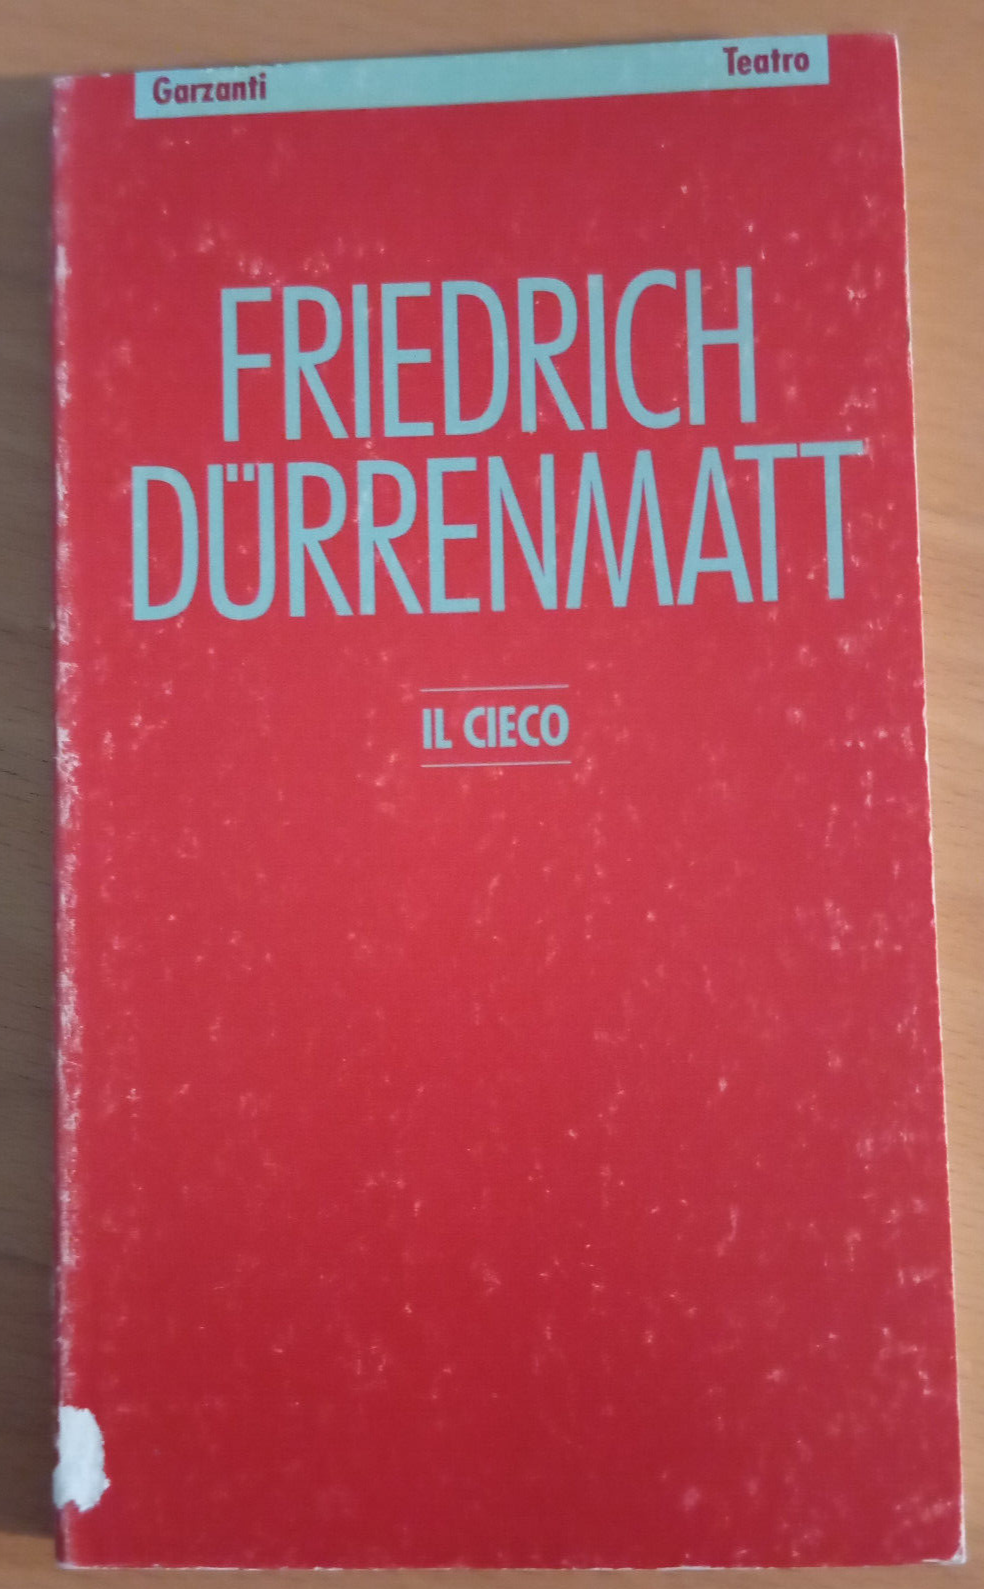 Garzanti Teatro
FRIEDRICH
DÜRRENMATT
IL CIECO